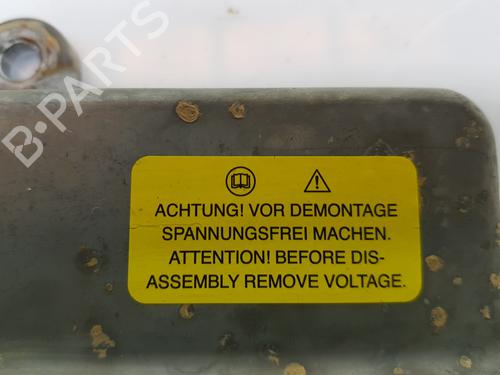 B-PARTS
ACHTUNG! VOR DEMONTAGE
SPANNUNGSFREI MACHEN.
ATTENTION! BEFORE DIS-
ASSEMBLY REMOVE VOLTAGE.